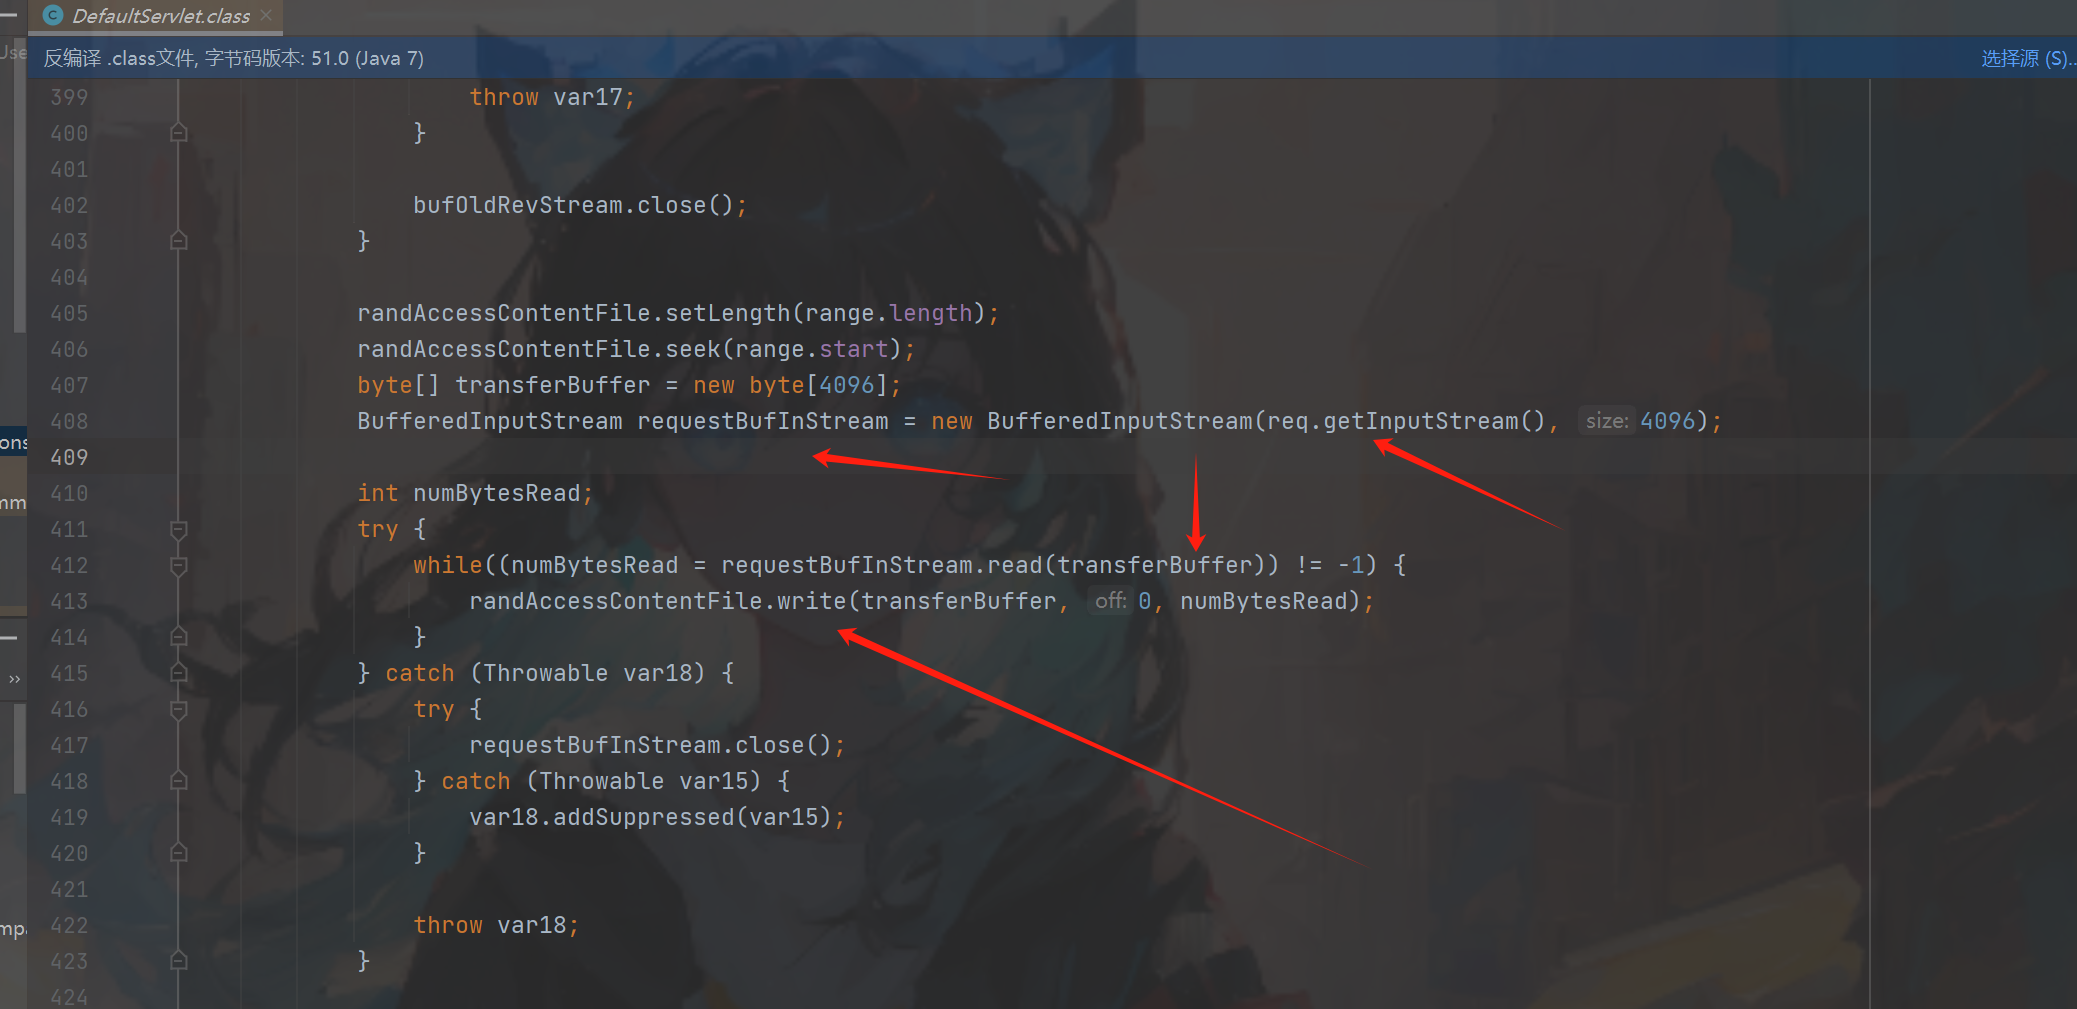 DefaultServlet.class
Use
反编译 .class文件, 字节码版本: 51.0 (Java 7)
选择源 (S)..
399 throw var17;
400 }
401
402 bufOldRevStream.close();
403 }
404
405 randAccessContentFile.setLength(range.length);
406 randAccessContentFile.seek(range.start);
407 byte[] transferBuffer = new byte[4096];
408 BufferedInputStream requestBufInStream = new BufferedInputStream(req.getInputStream(), size: 4096);
ons
409
410 int numBytesRead;
mm
411 try {
412 while((numBytesRead = requestBufInStream.read(transferBuffer)) != -1) {
413 randAccessContentFile.write(transferBuffer, off: 0, numBytesRead);
414 }
415 } catch (Throwable var18) {
416 try {
417 requestBufInStream.close();
418 } catch (Throwable var15) {
419 var18.addSuppressed(var15);
420 }
421
422 throw var18;
mpa
423 }
424